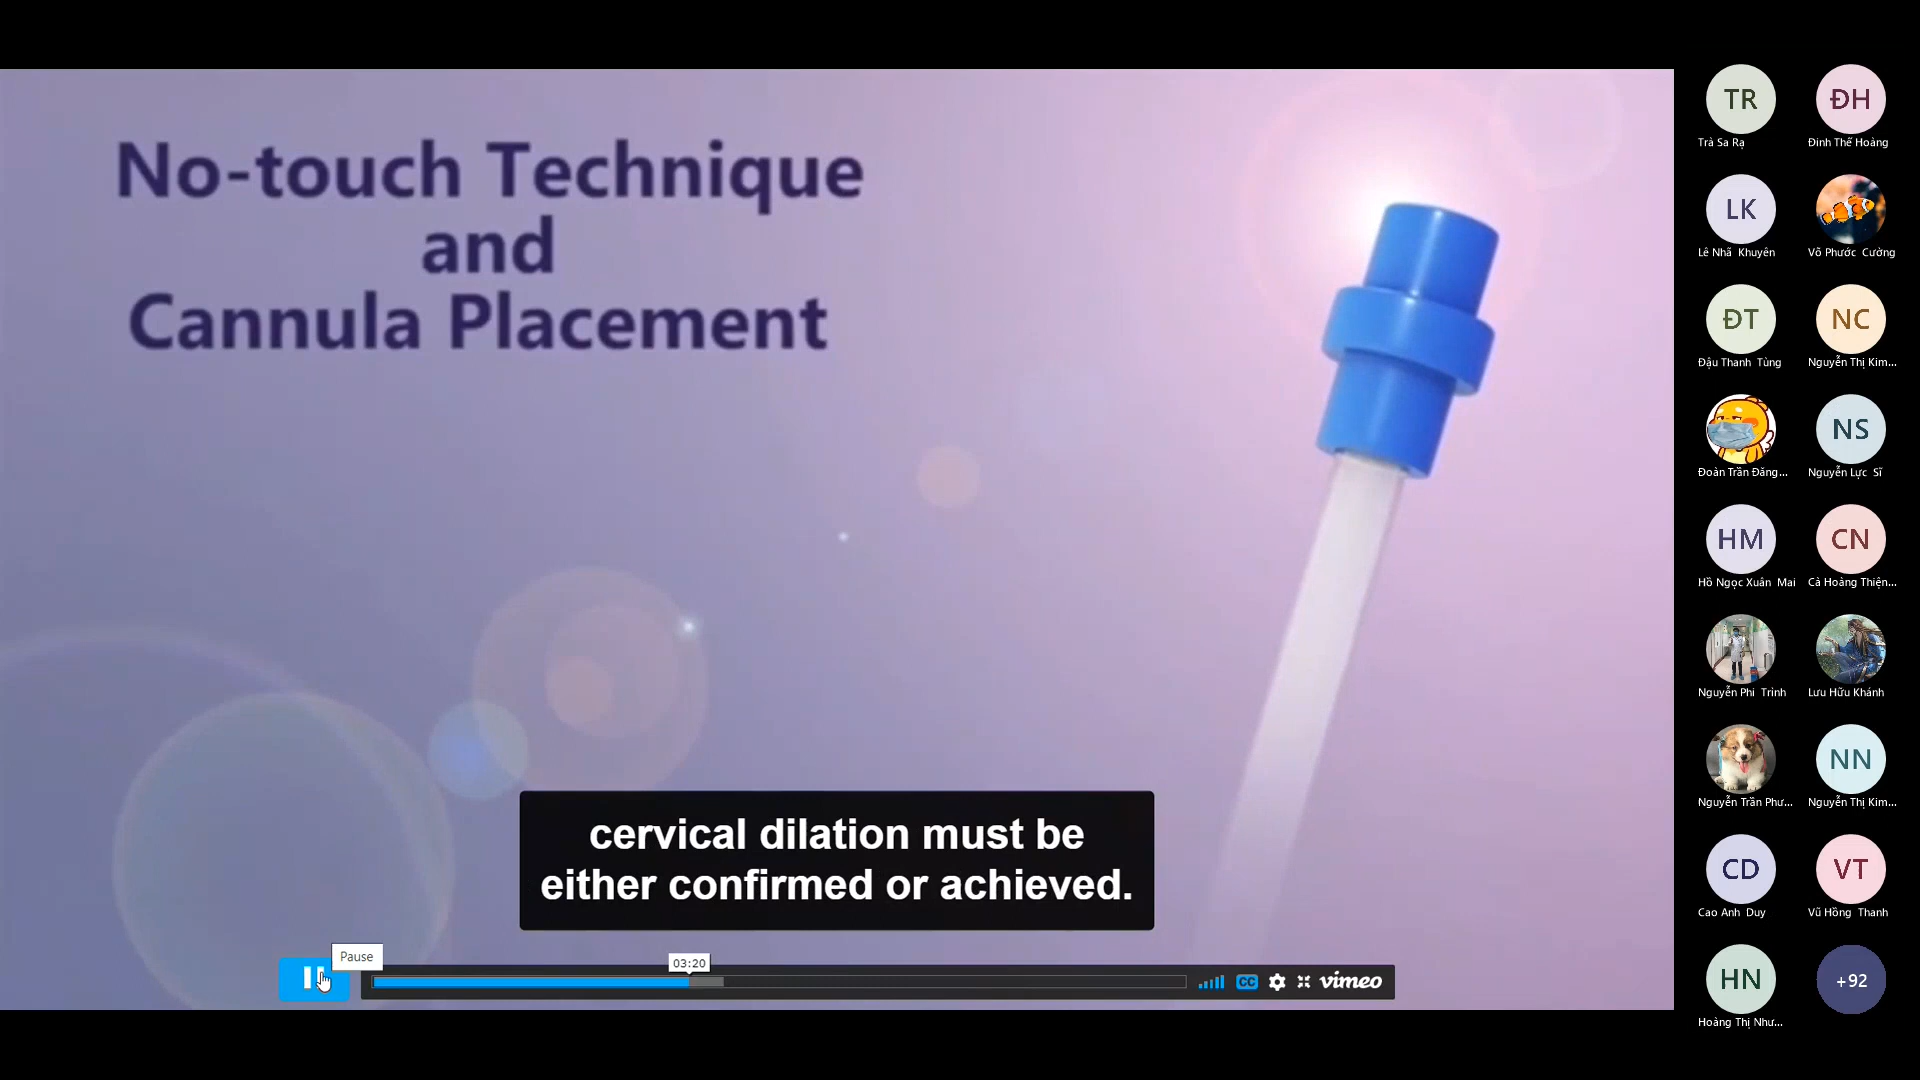 No-touch Technique
and
Cannula Placement
cervical dilation must be
either confirmed or achieved.
Pause
03:20
CC
vimeo
TR
Trà Sa Rạ
ĐH
Đinh Thế Hoàng
LK
Lê Nhã Khuyên
Võ Phước Cường
ĐT
Đậu Thanh Tùng
NC
Nguyễn Thị Kim...
Đoàn Trần Đăng...
NS
Nguyễn Lực Sĩ
HM
Hồ Ngọc Xuân Mai
CN
Cà Hoàng Thiện...
Nguyễn Phi Trinh
Lưu Hữu Khánh
Nguyễn Trần Phư...
NN
Nguyễn Thị Kim...
CD
Cao Anh Duy
VT
Vũ Hồng Thanh
HN
Hoàng Thị Như...
+92